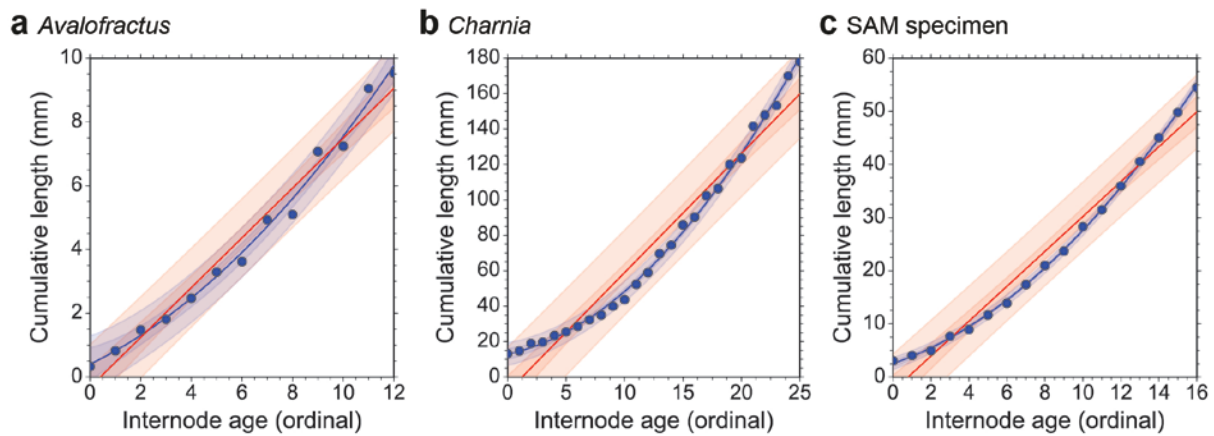 a Avalofractus
b Charnia
c SAM specimen
Cumulative length (mm)
10
8
6
4
2
0
0 2 4 6 8 10 12
Internode age (ordinal)
Cumulative length (mm)
180
160
140
120
100
80
60
40
20
0
0 5 10 15 20 25
Internode age (ordinal)
Cumulative length (mm)
60
50
40
30
20
10
0
0 2 4 6 8 10 12 14 16
Internode age (ordinal)